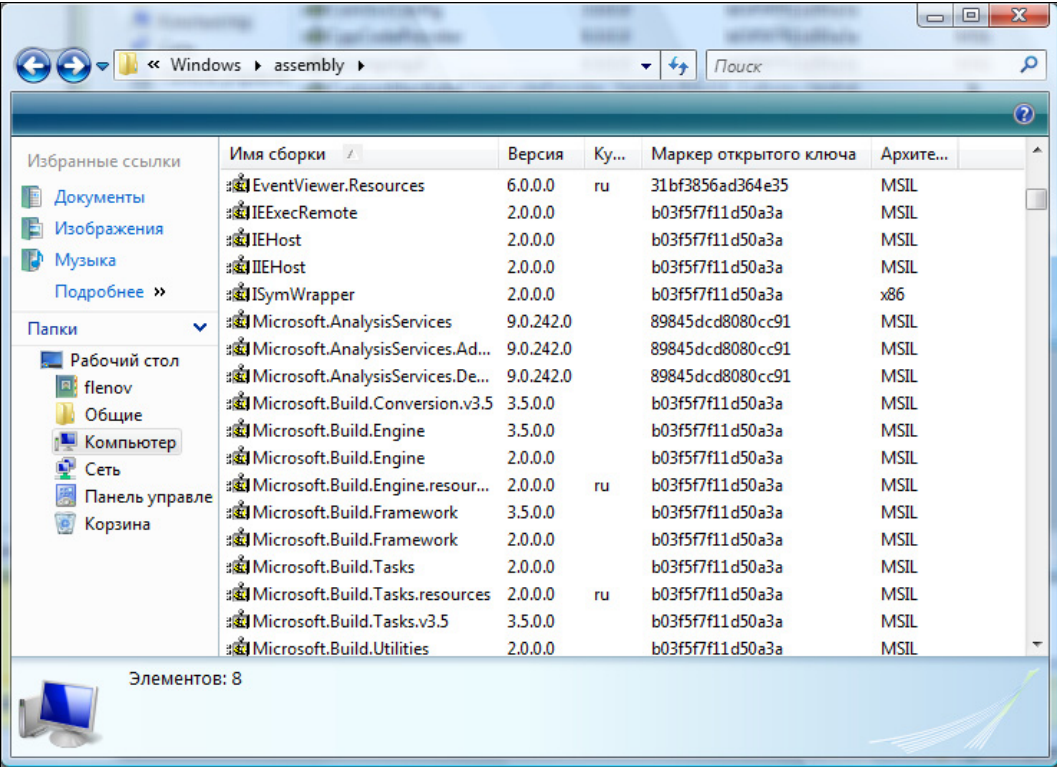 « Windows ▸ assembly ▸
Поиск
Избранные ссылки
Документы
Изображения
Музыка
Подробнее »
Папки
Рабочий стол
flenov
Общие
Компьютер
Сеть
Панель управле
Корзина
Имя сборки Версия Ку... Маркер открытого ключа Архите...
EventViewer.Resources 6.0.0.0 ru 31bf3856ad364e35 MSIL
IEExecRemote 2.0.0.0 b03f5f7f11d50a3a MSIL
IEHost 2.0.0.0 b03f5f7f11d50a3a MSIL
IIEHost 2.0.0.0 b03f5f7f11d50a3a MSIL
ISymWrapper 2.0.0.0 b03f5f7f11d50a3a x86
Microsoft.AnalysisServices 9.0.242.0 89845dcd8080cc91 MSIL
Microsoft.AnalysisServices.Ad... 9.0.242.0 89845dcd8080cc91 MSIL
Microsoft.AnalysisServices.De... 9.0.242.0 89845dcd8080cc91 MSIL
Microsoft.Build.Conversion.v3.5 3.5.0.0 b03f5f7f11d50a3a MSIL
Microsoft.Build.Engine 3.5.0.0 b03f5f7f11d50a3a MSIL
Microsoft.Build.Engine 2.0.0.0 b03f5f7f11d50a3a MSIL
Microsoft.Build.Engine.resour... 2.0.0.0 ru b03f5f7f11d50a3a MSIL
Microsoft.Build.Framework 3.5.0.0 b03f5f7f11d50a3a MSIL
Microsoft.Build.Framework 2.0.0.0 b03f5f7f11d50a3a MSIL
Microsoft.Build.Tasks 2.0.0.0 b03f5f7f11d50a3a MSIL
Microsoft.Build.Tasks.resources 2.0.0.0 ru b03f5f7f11d50a3a MSIL
Microsoft.Build.Tasks.v3.5 3.5.0.0 b03f5f7f11d50a3a MSIL
Microsoft.Build.Utilities 2.0.0.0 b03f5f7f11d50a3a MSIL
Элементов: 8